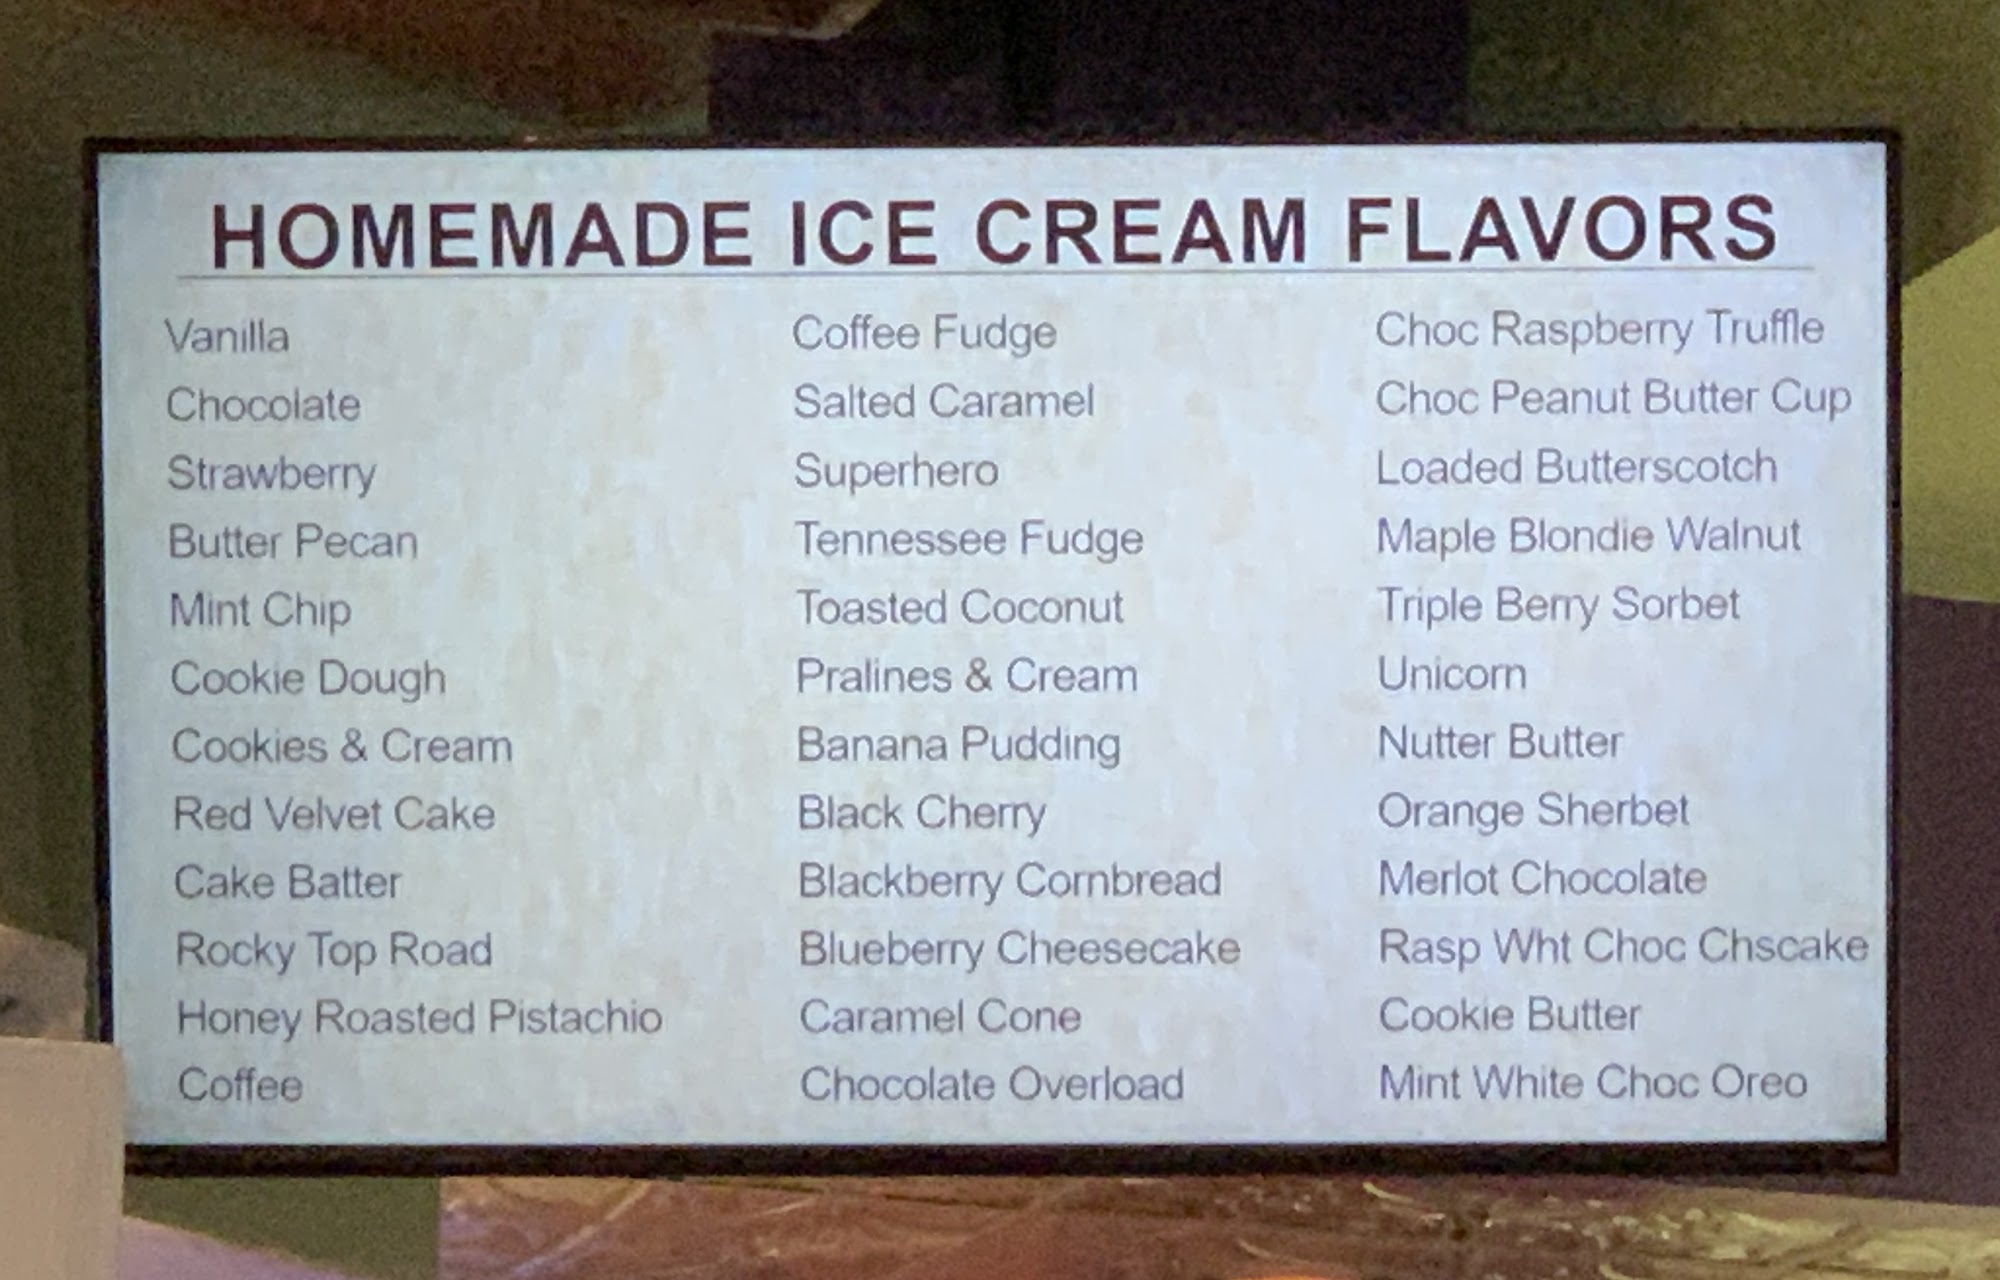 HOMEMADE ICE CREAM FLAVORS
Vanilla
Chocolate
Strawberry
Butter Pecan
Mint Chip
Cookie Dough
Cookies & Cream
Red Velvet Cake
Cake Batter
Rocky Top Road
Honey Roasted Pistachio
Coffee
Coffee Fudge
Salted Caramel
Superhero
Tennessee Fudge
Toasted Coconut
Pralines & Cream
Banana Pudding
Black Cherry
Blackberry Cornbread
Blueberry Cheesecake
Caramel Cone
Chocolate Overload
Choc Raspberry Truffle
Choc Peanut Butter Cup
Loaded Butterscotch
Maple Blondie Walnut
Triple Berry Sorbet
Unicorn
Nutter Butter
Orange Sherbet
Merlot Chocolate
Rasp Wht Choc Chscake
Cookie Butter
Mint White Choc Oreo